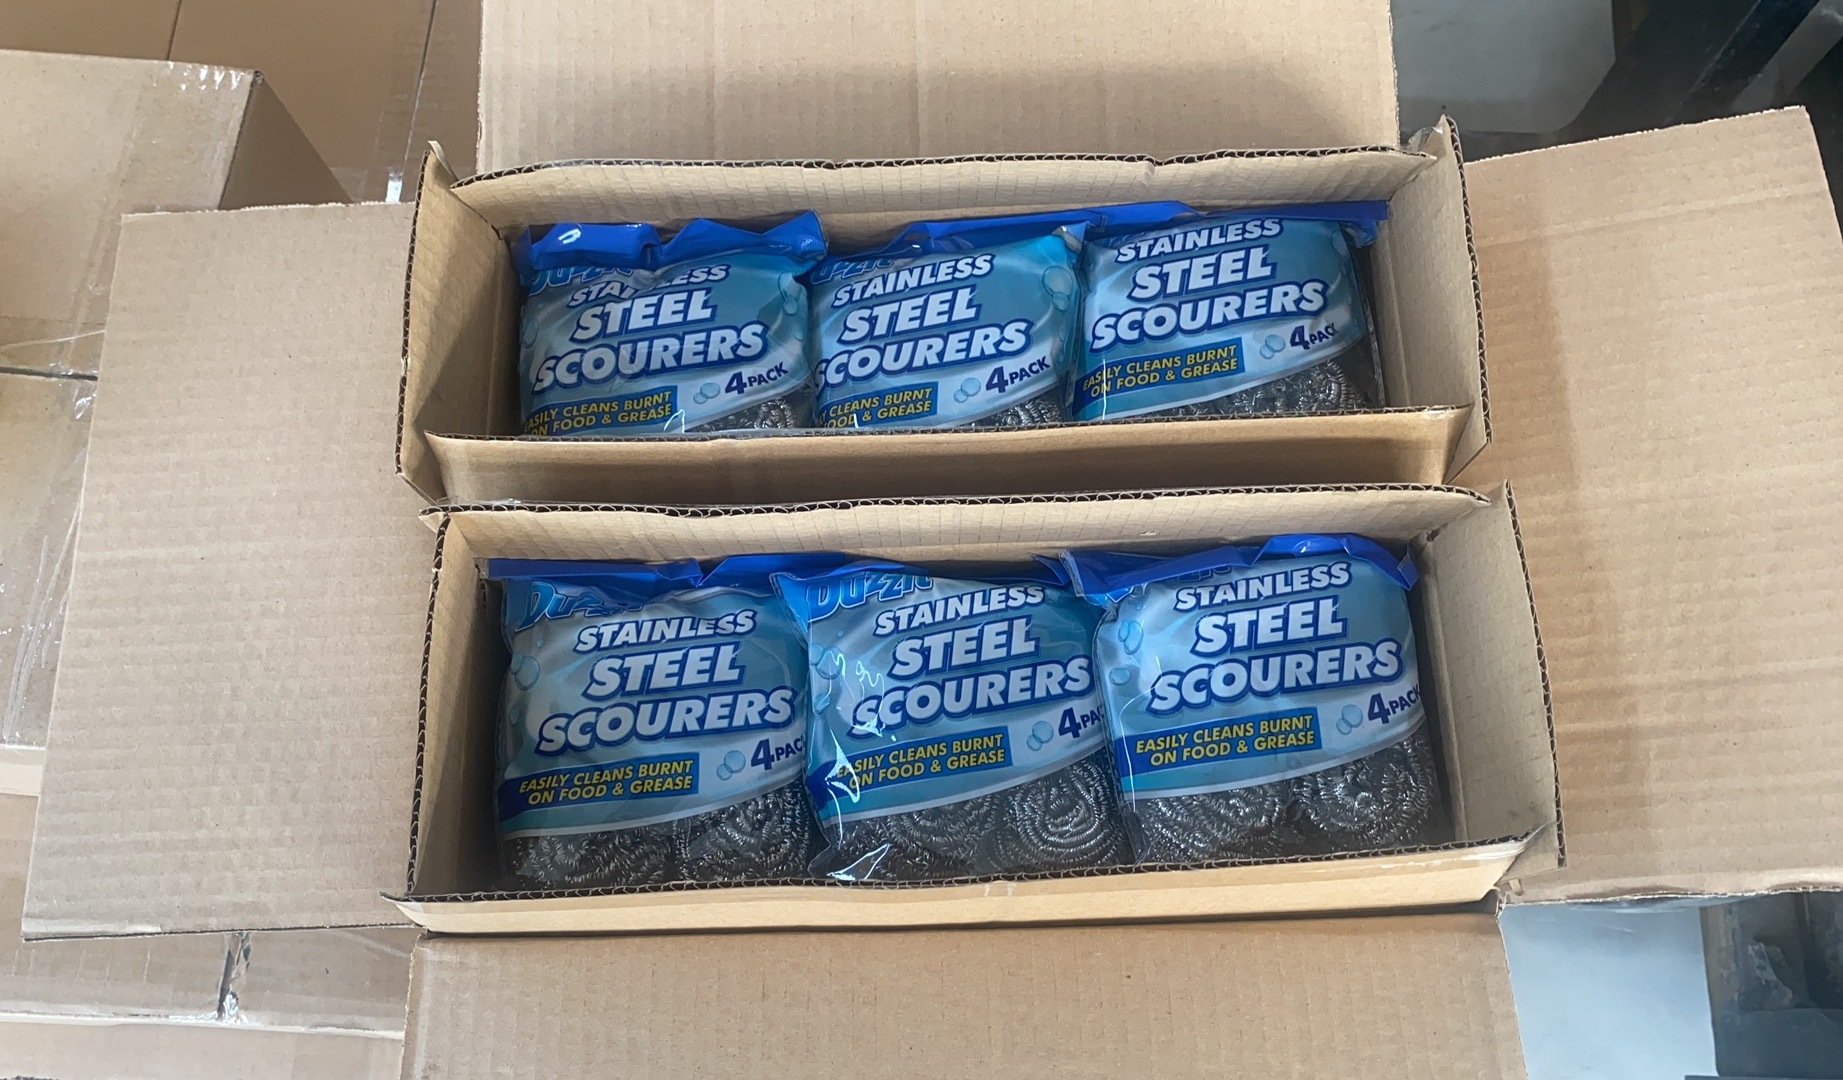 STAINLESS
STEEL
SCOURERS
4 PACK
EASILY CLEANS BURNT
ON FOOD & GREASE
STAINLESS
STEEL
SCOURERS
4 PACK
CLEANS BURNT
FOOD & GREASE
STAINLESS
STEEL
SCOURERS
4 PACK
EASILY CLEANS BURNT
ON FOOD & GREASE
DUZZIT
STAINLESS
STEEL
SCOURERS
4 PACK
EASILY CLEANS BURNT
ON FOOD & GREASE
DUZZIT
STAINLESS
STEEL
SCOURERS
4 PA
EASILY CLEANS BURNT
ON FOOD & GREASE
STAINLESS
STEEL
SCOURERS
4 PACK
EASILY CLEANS BURNT
ON FOOD & GREASE